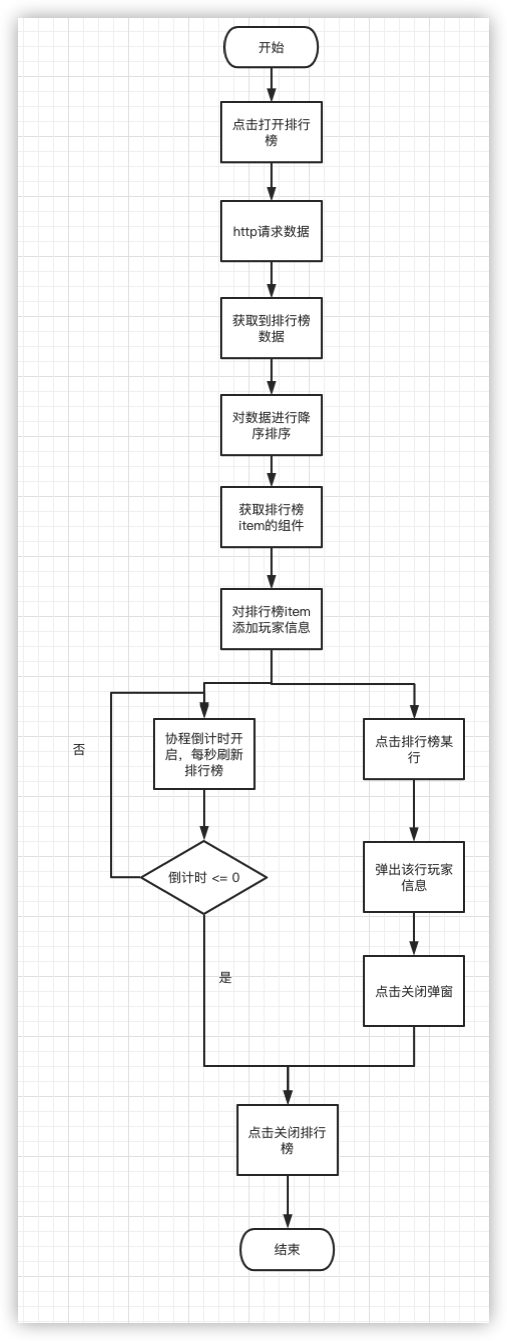 开始
点击打开排行
榜
http请求数据
获取到排行榜
数据
对数据进行降
序排序
获取排行榜
item的组件
对排行榜item
添加玩家信息
协程倒计时开
启，每秒刷新
排行榜
否
倒计时 <= 0
是
点击排行榜某
行
弹出该行玩家
信息
点击关闭弹窗
点击关闭排行
榜
结束